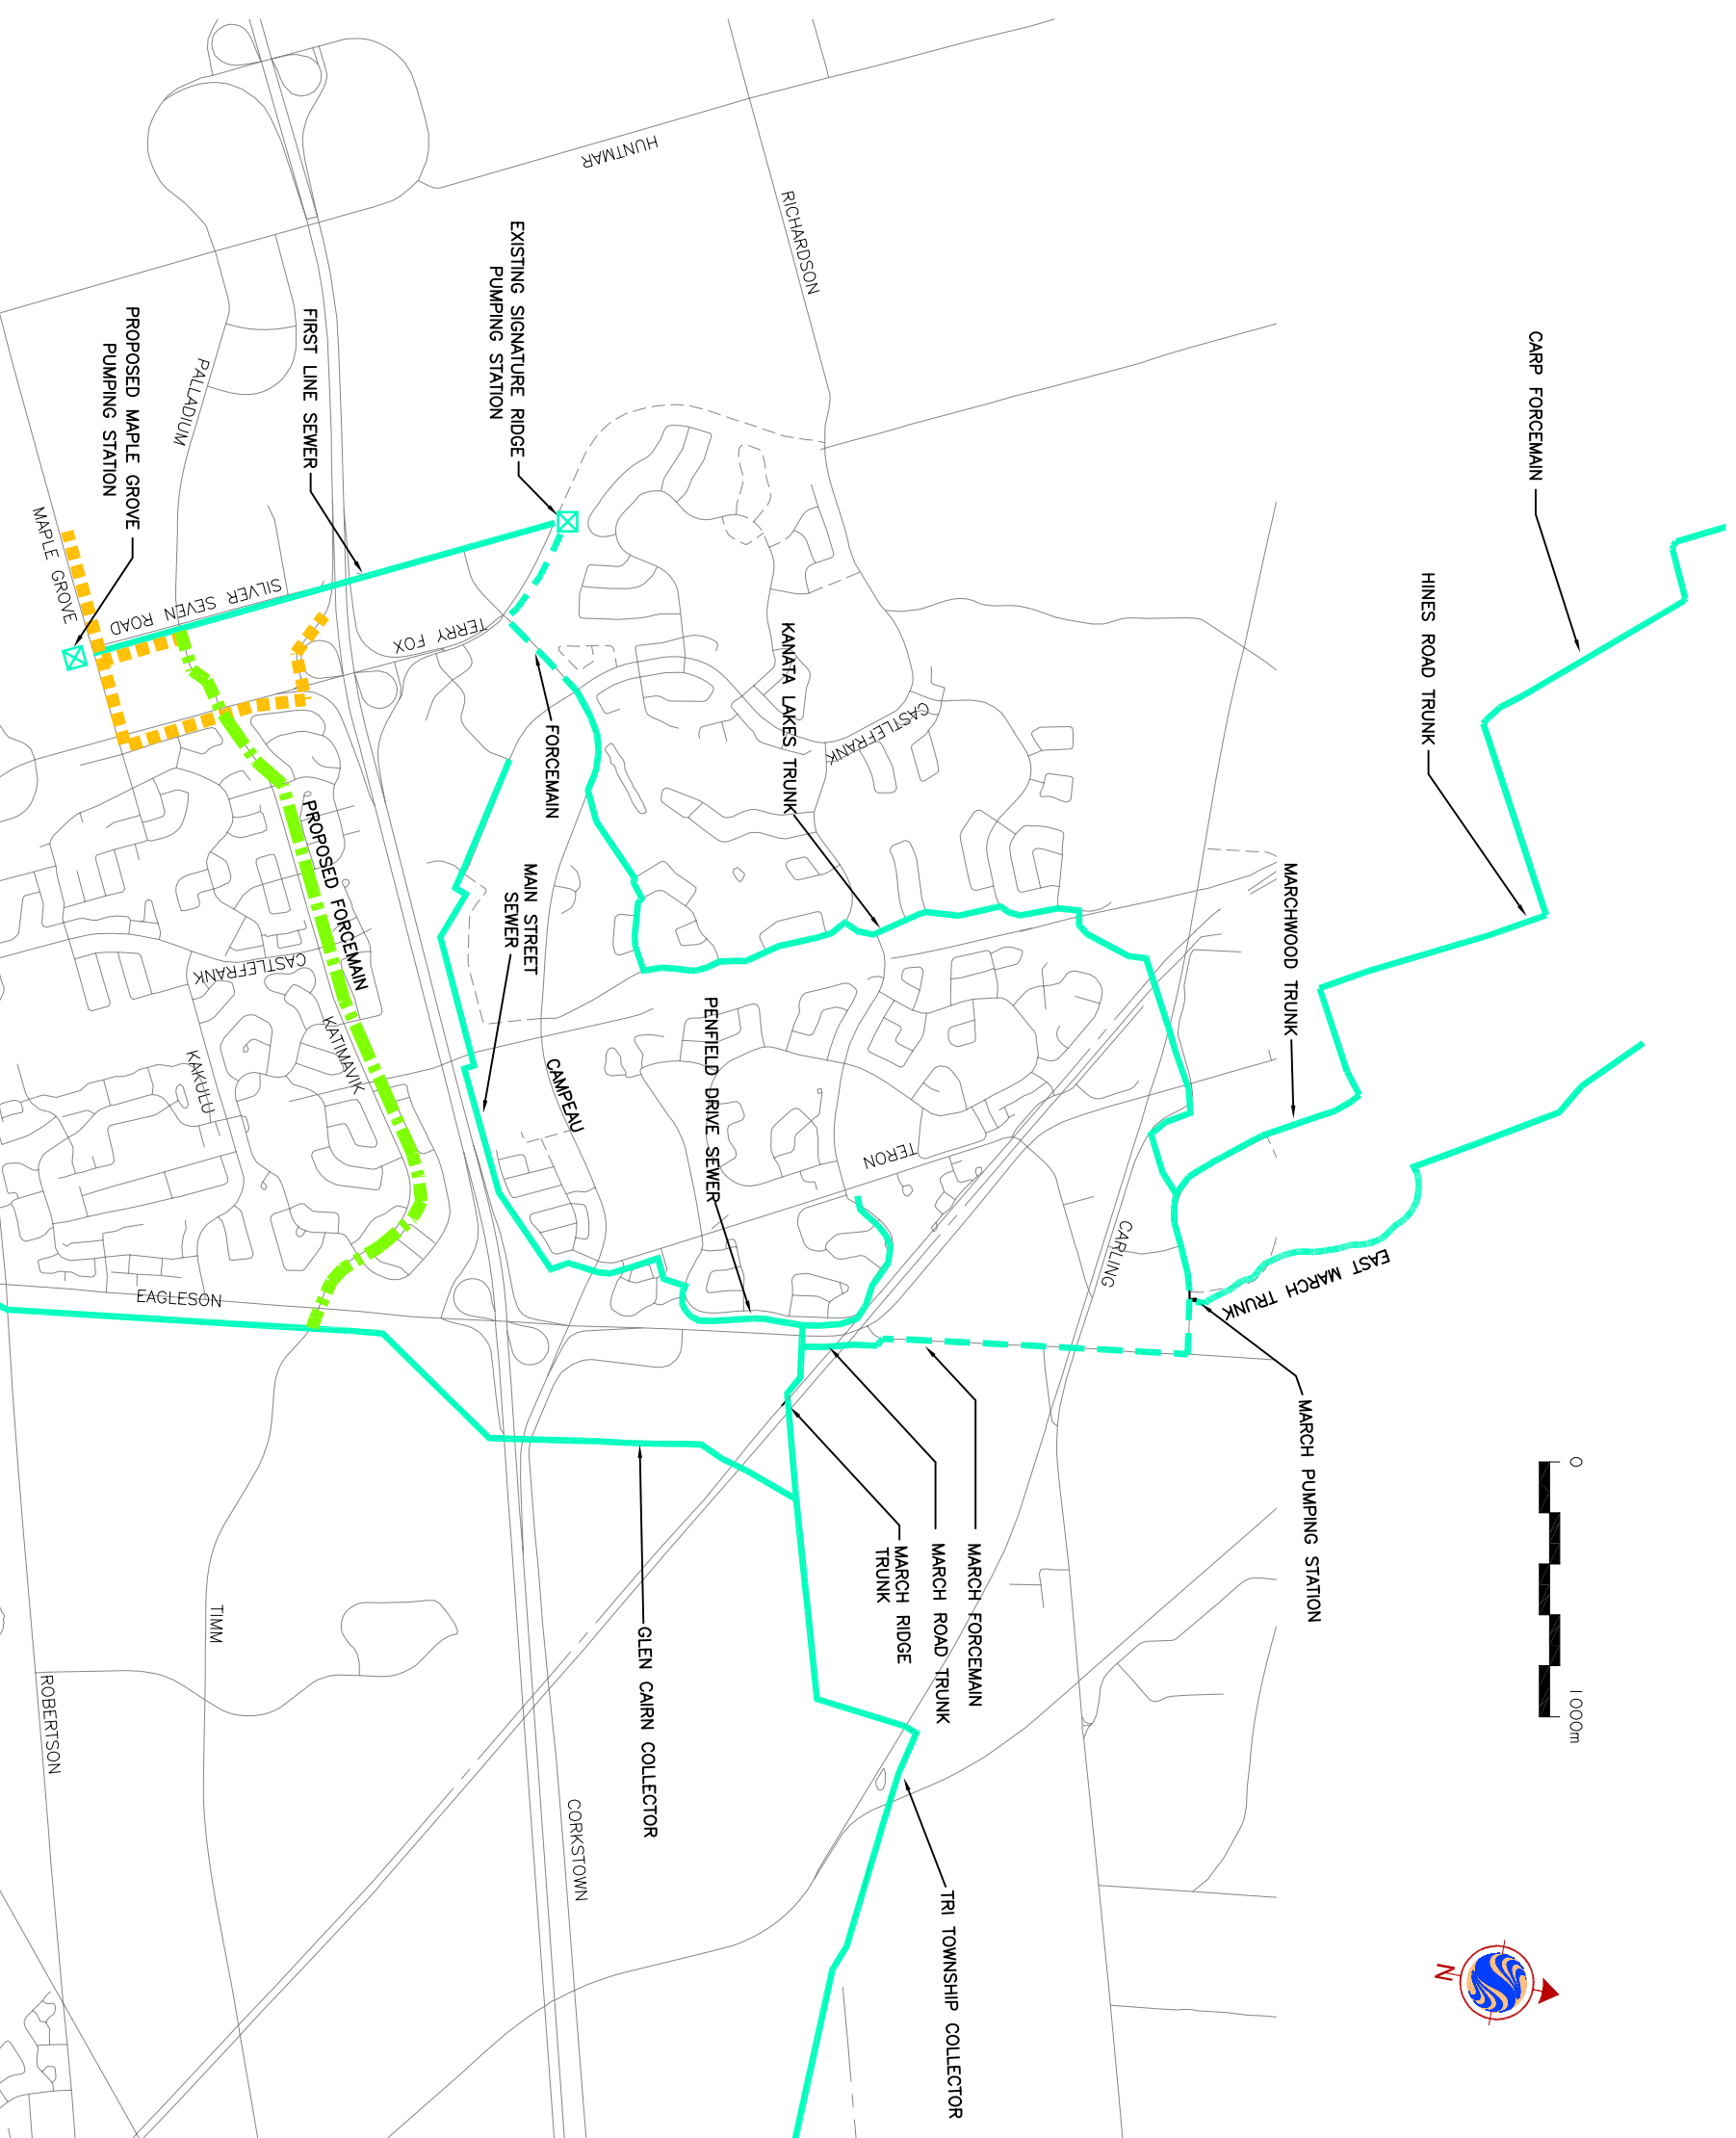 HUNTMAR
RICHARDSON
EXISTING SIGNATURE RIDGE
PUMPING STATION
FIRST LINE SEWER
PROPOSED MAPLE GROVE
PUMPING STATION
PALLADIUM
MAPLE GROVE
SILVER SEVEN ROAD
TERRY FOX
CARP FORCEMAIN
HINES ROAD TRUNK
KANATA LAKES TRUNK
CASTLEFRANK
FORCEMAIN
MAIN STREET
SEWER
PROPOSED FORCEMAIN
CASTLEFRANK
KATIMAVIK
KAKULU
CAMPEAU
PENFIELD DRIVE SEWER
TERON
MARCHWOOD TRUNK
CARLING
EAST MARCH TRUNK
EAGLESON
MARCH PUMPING STATION
MARCH FORCEMAIN
MARCH ROAD TRUNK
MARCH RIDGE
TRUNK
GLEN CAIRN COLLECTOR
TIMM
ROBERTSON
CORKSTOWN
TRI TOWNSHIP COLLECTOR
0
1000m
N